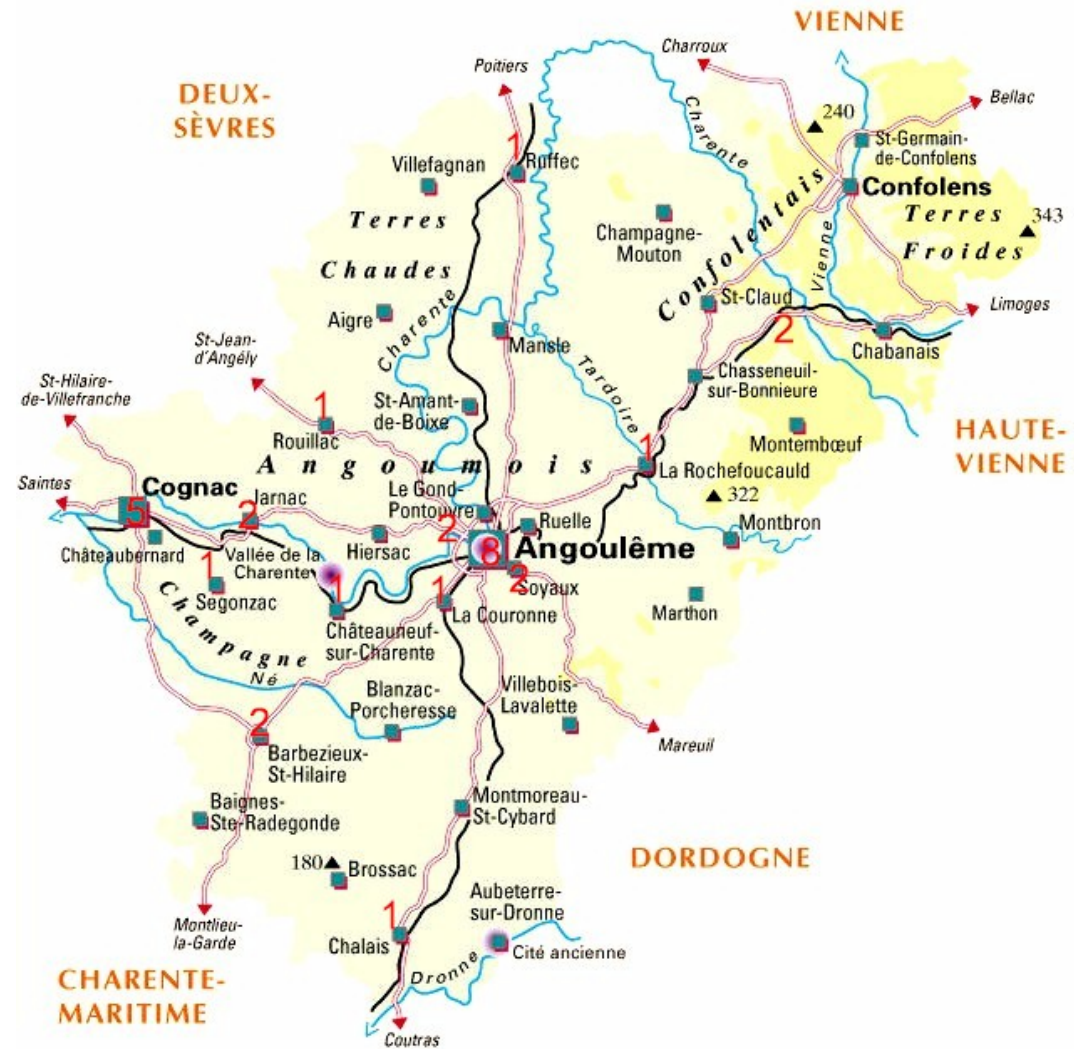 VIENNE
Charroux
Poitiers
DEUX-
SÈVRES
Bellac
240
Charente
St-Germain-
de-Confolens
1
Ruffec
Villefagnan
Confolens
Terres
Froides
343
Terres
Chaudes
Champagne-
Mouton
Confolentais
Vienne
Charente
St-Claud
Limoges
Aigre
Mansle
2
Chabanais
St-Jean-
d'Angély
Tardoire
Chasseneuil-
sur-Bonnieure
St-Hilaire-
de-Villefranche
1
Rouillac
St-Amant-
de-Boixe
Montembœuf
HAUTE-
VIENNE
Angoumois
1
La Rochefoucauld
Saintes
Cognac
5
Jarnac
2
Le Gond-
Pontouvre
2
322
Châteaubernard
Vallée de la
Charente
Hiersac
Ruelle
Montbron
Angoulême
8
1
Segonzac
1
Châteauneuf-
sur-Charente
1
La Couronne
2
Soyaux
Marthon
Champagne
Né
Blanzac-
Porcheresse
Villebois-
Lavalette
2
Barbezieux-
St-Hilaire
Mareuil
Baignes-
Ste-Radegonde
Montmoreau-
St-Cybard
180
Brossac
DORDOGNE
Aubeterre-
sur-Dronne
1
Chalais
Cité ancienne
Montlieu-
la-Garde
Dronne
CHARENTE-
MARITIME
Coutras